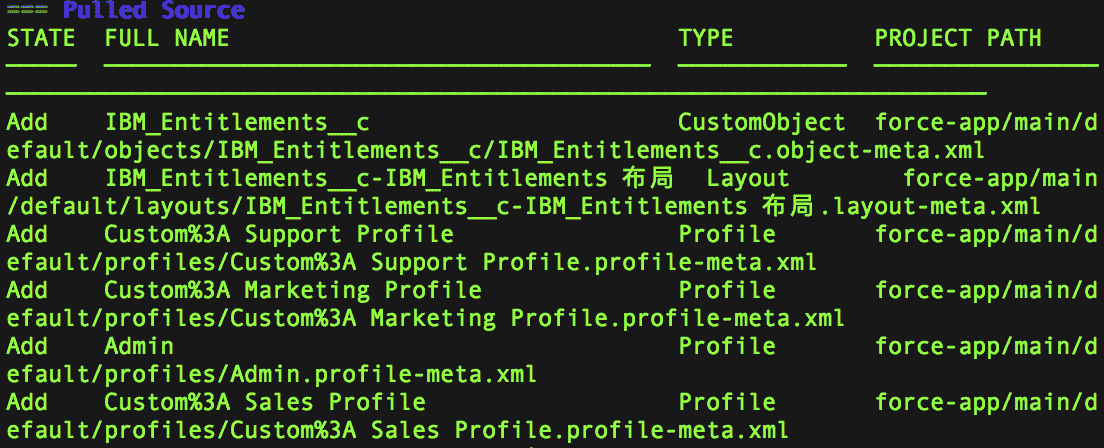 === Pulled Source
STATE  FULL NAME                                TYPE          PROJECT PATH
Add    IBM_Entitlements__c                      CustomObject  force-app/main/d
efault/objects/IBM_Entitlements__c/IBM_Entitlements__c.object-meta.xml
Add    IBM_Entitlements__c-IBM_Entitlements 布局  Layout        force-app/main
/default/layouts/IBM_Entitlements__c-IBM_Entitlements 布局.layout-meta.xml
Add    Custom%3A Support Profile                Profile       force-app/main/d
efault/profiles/Custom%3A Support Profile.profile-meta.xml
Add    Custom%3A Marketing Profile              Profile       force-app/main/d
efault/profiles/Custom%3A Marketing Profile.profile-meta.xml
Add    Admin                                    Profile       force-app/main/d
efault/profiles/Admin.profile-meta.xml
Add    Custom%3A Sales Profile                  Profile       force-app/main/d
efault/profiles/Custom%3A Sales Profile.profile-meta.xml